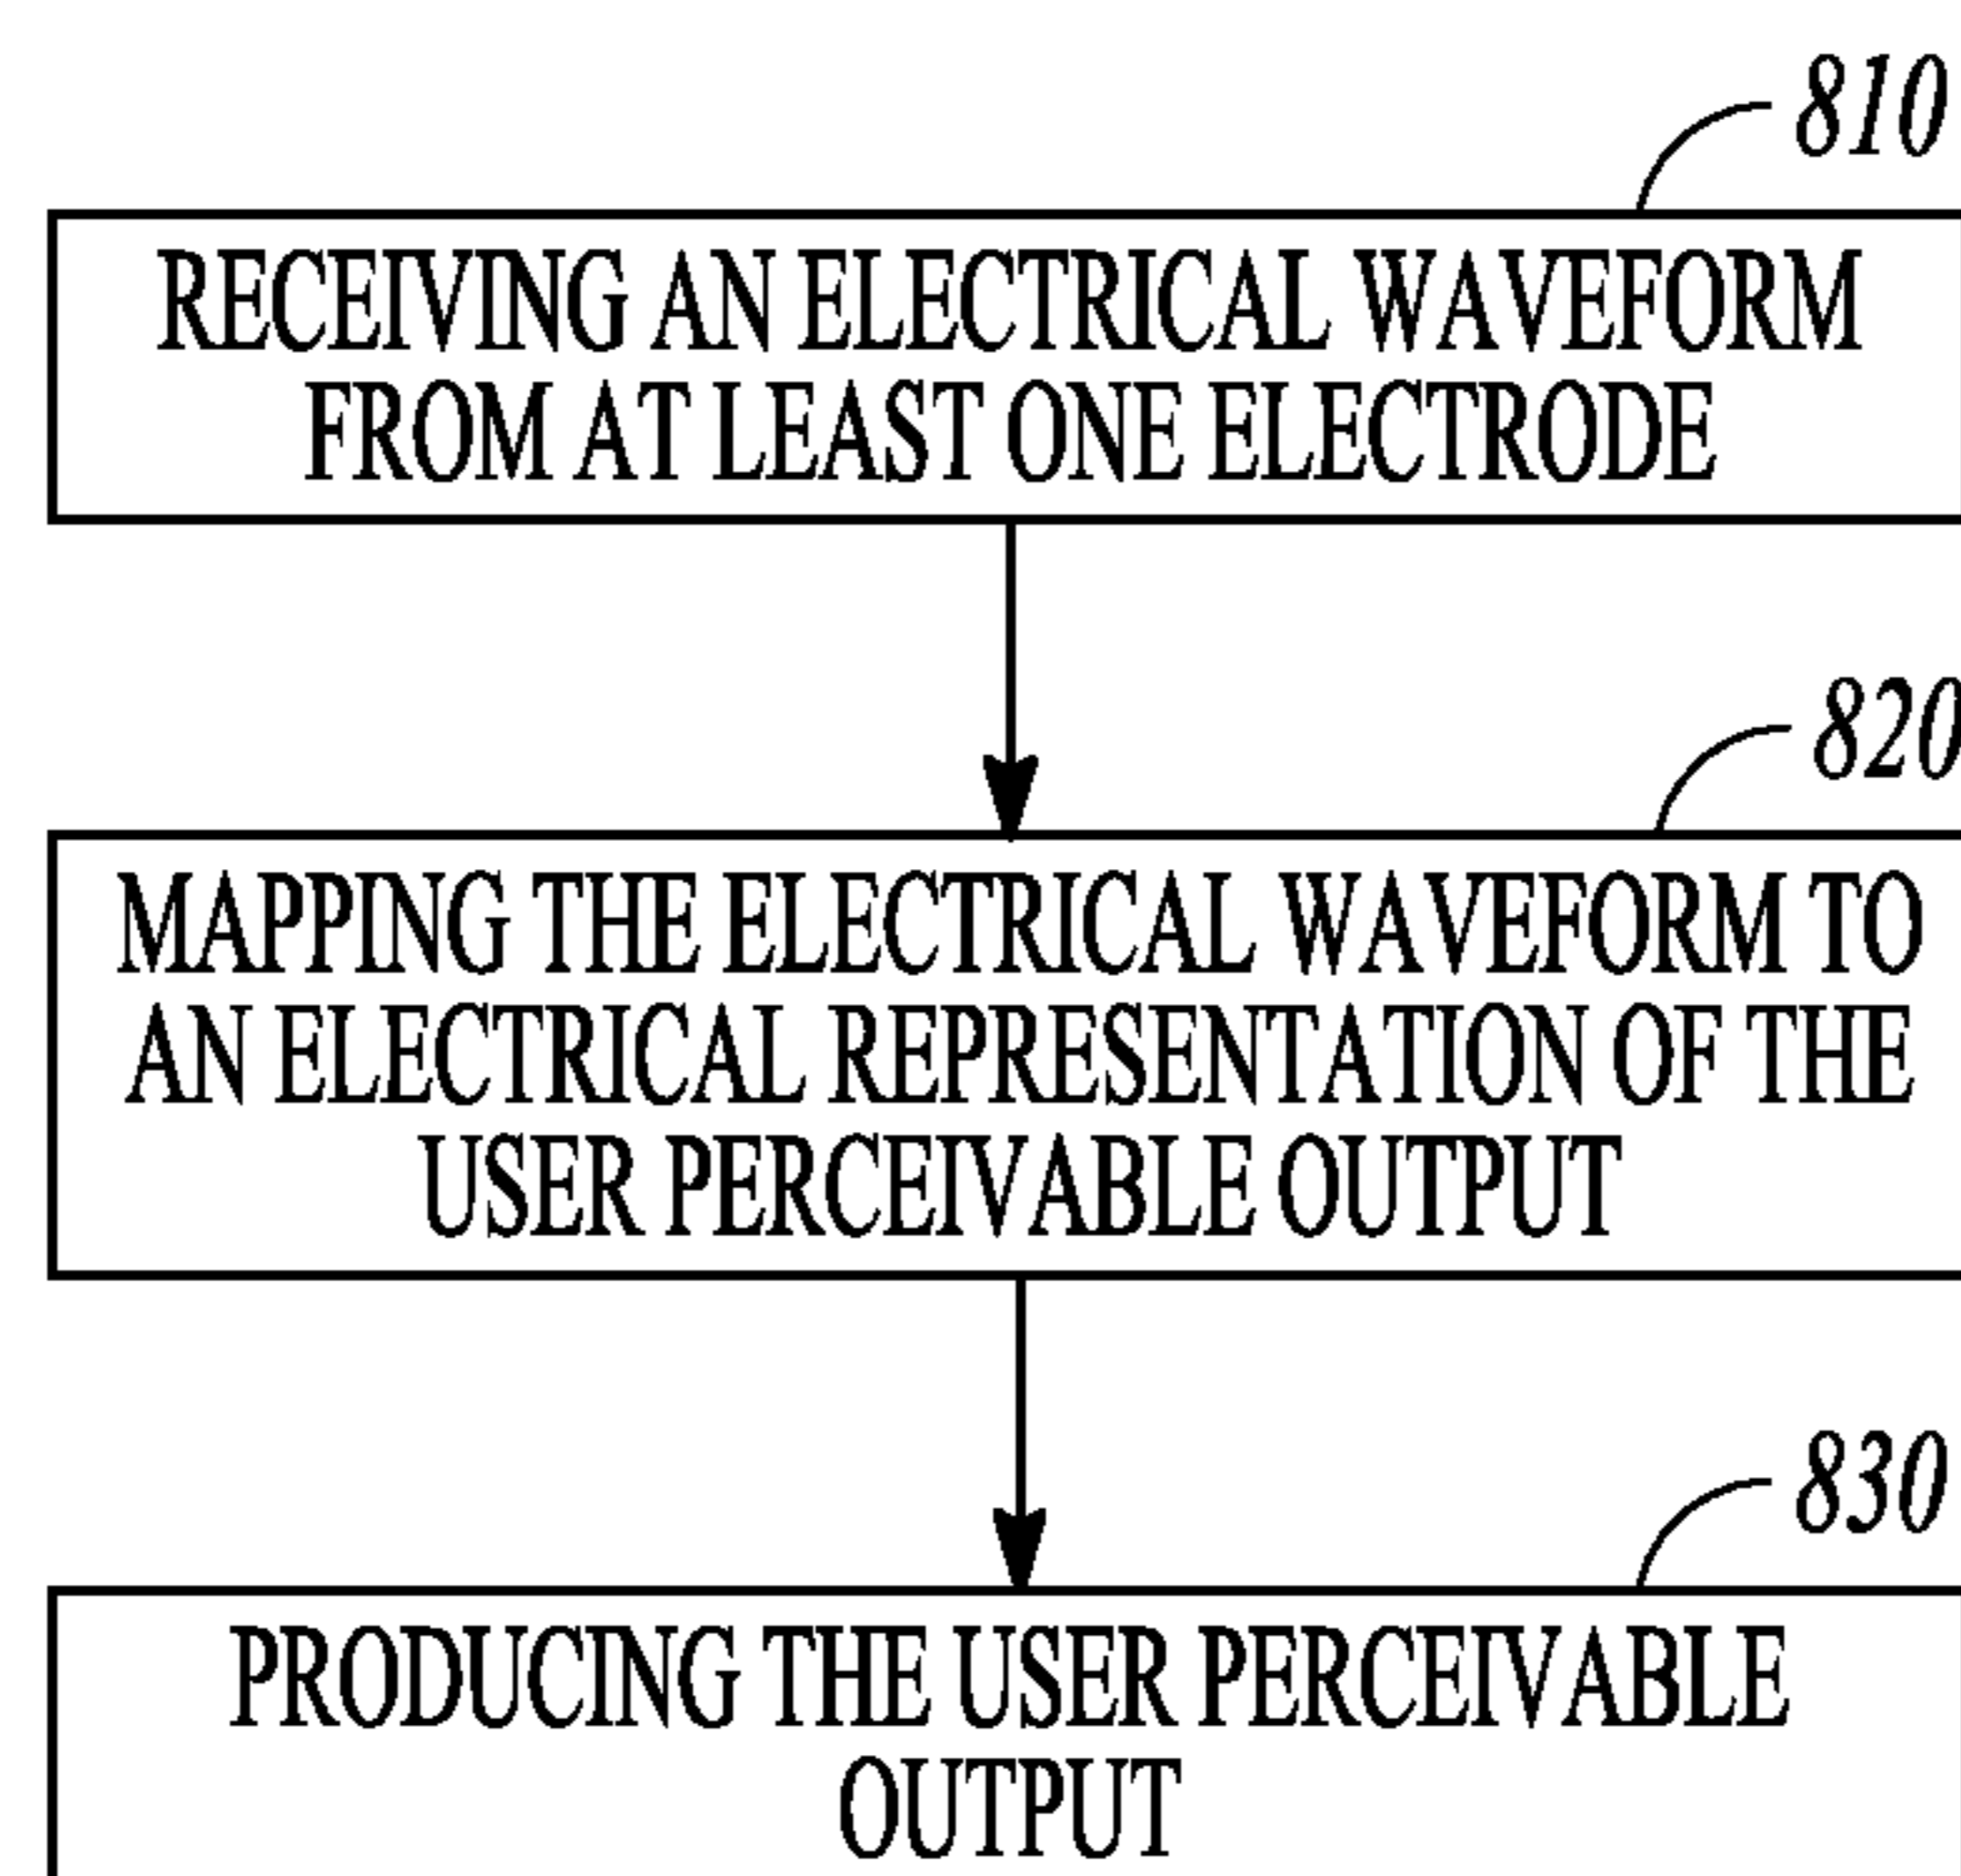 810
RECEIVING AN ELECTRICAL WAVEFORM
FROM AT LEAST ONE ELECTRODE
820
MAPPING THE ELECTRICAL WAVEFORM TO
AN ELECTRICAL REPRESENTATION OF THE
USER PERCEIVABLE OUTPUT
830
PRODUCING THE USER PERCEIVABLE
OUTPUT